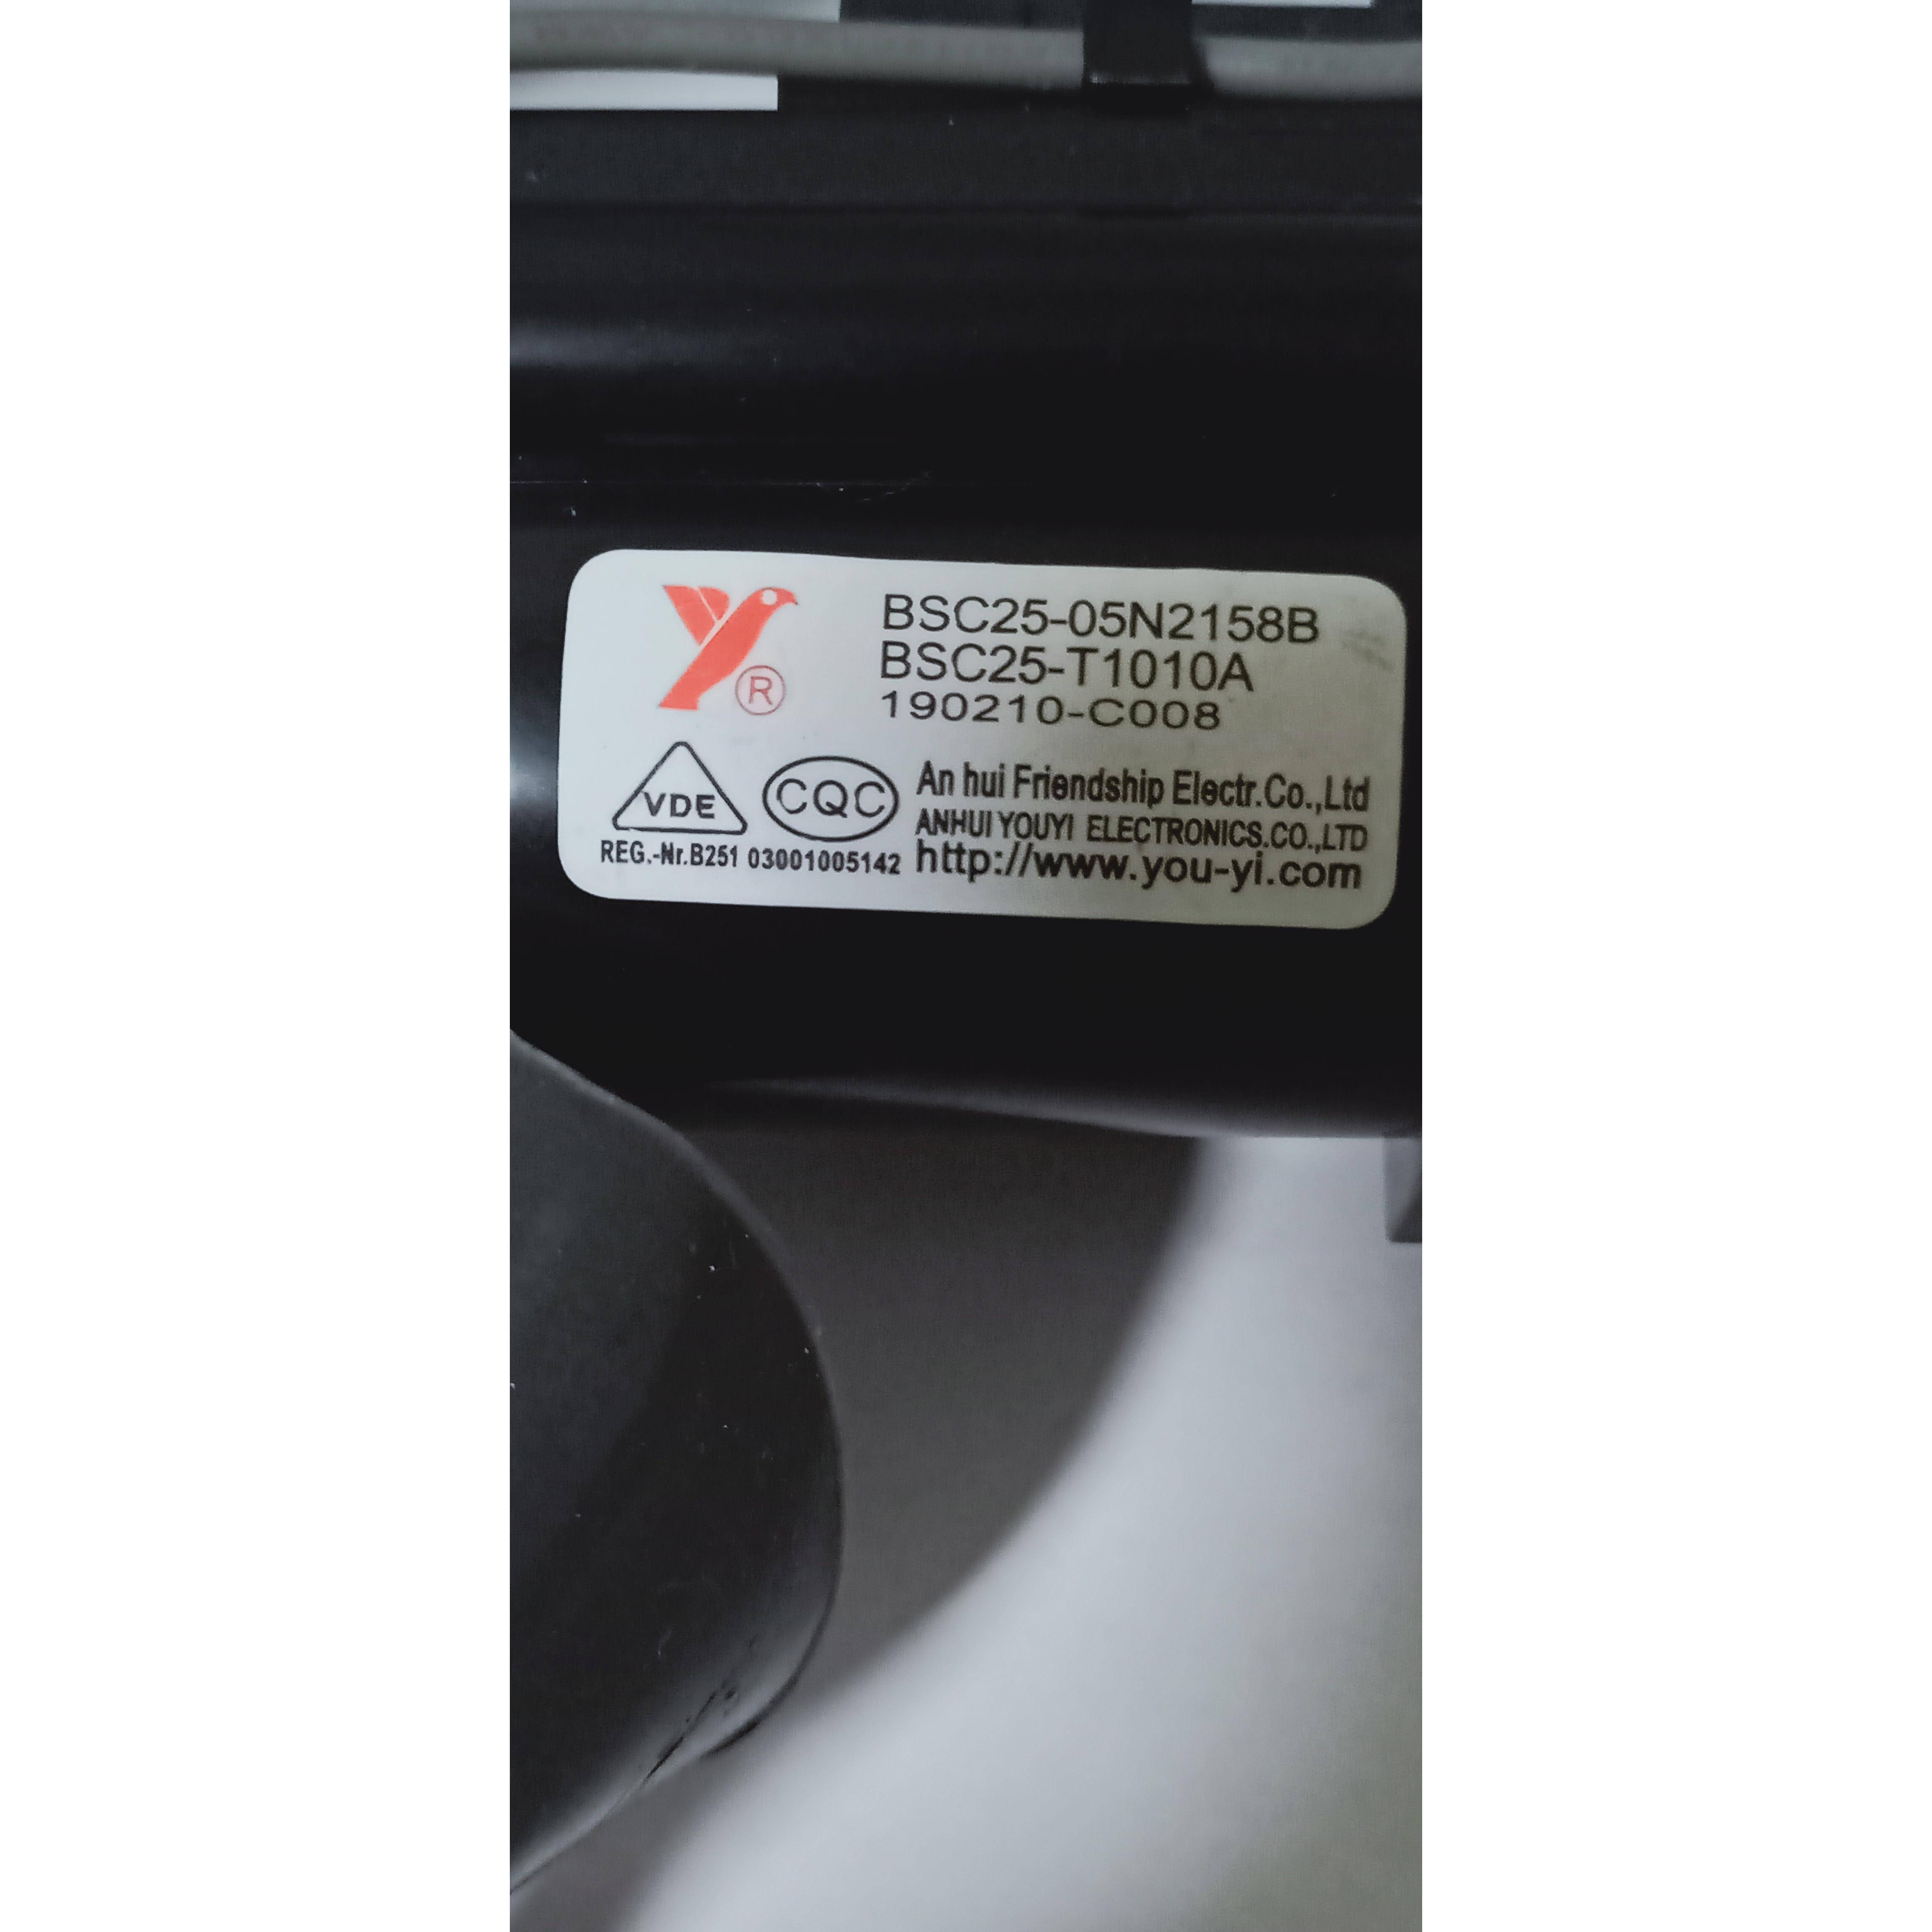 BSC25-05N2158B
BSC25-T1010A
190210-C008
Y ®
VDE
CQC
REG.-Nr.B251 03001005142
An hui Friendship Electr.Co.,Ltd
ANHUI YOUYI ELECTRONICS.CO.,LTD
http://www.you-yi.com